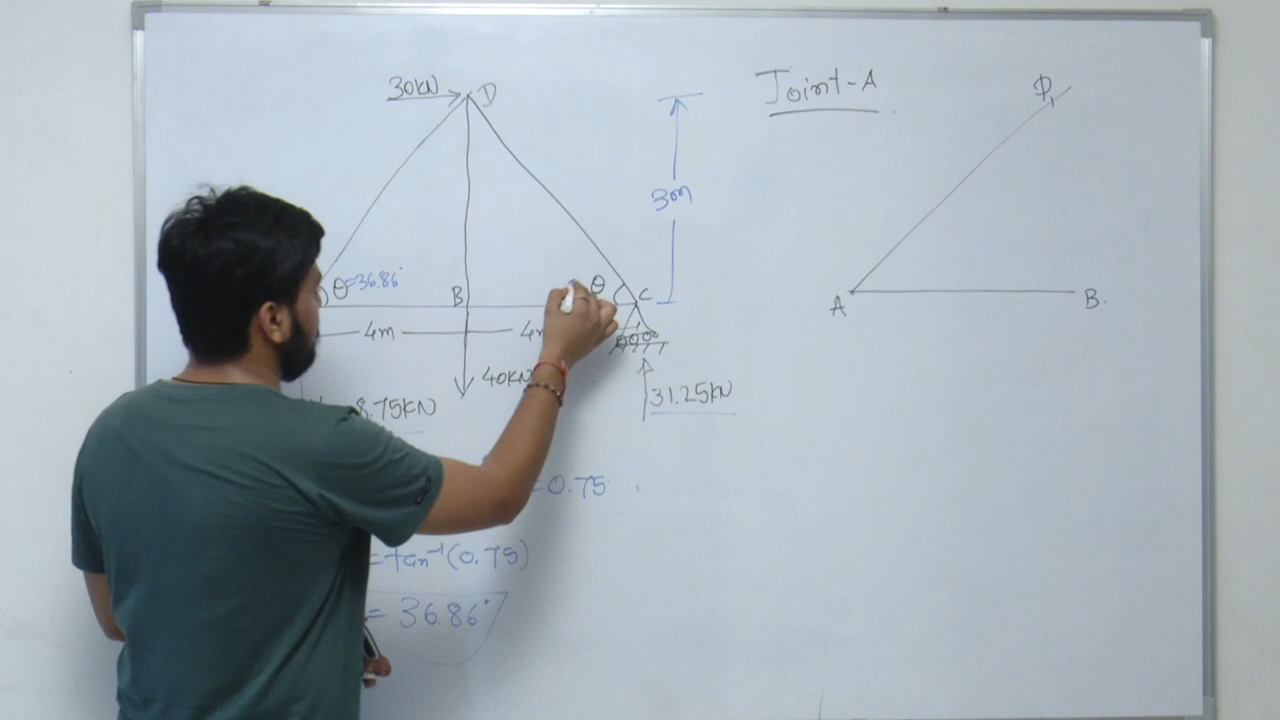 30KN D
Joint-A
D
3m
θ=36.86°
B
θ
C
A
B.
4m
40KN
8.75KN
31.25KN
=0.75
=tan⁻¹(0.75)
= 36.86°